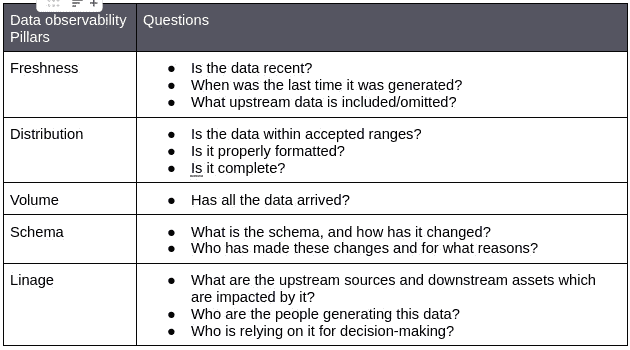 Data observability Questions
Pillars
Freshness
● Is the data recent?
● When was the last time it was generated?
● What upstream data is included/omitted?
Distribution
● Is the data within accepted ranges?
● Is it properly formatted?
● Is it complete?
Volume
● Has all the data arrived?
Schema
● What is the schema, and how has it changed?
● Who has made these changes and for what reasons?
Linage
● What are the upstream sources and downstream assets which
are impacted by it?
● Who are the people generating this data?
● Who is relying on it for decision-making?